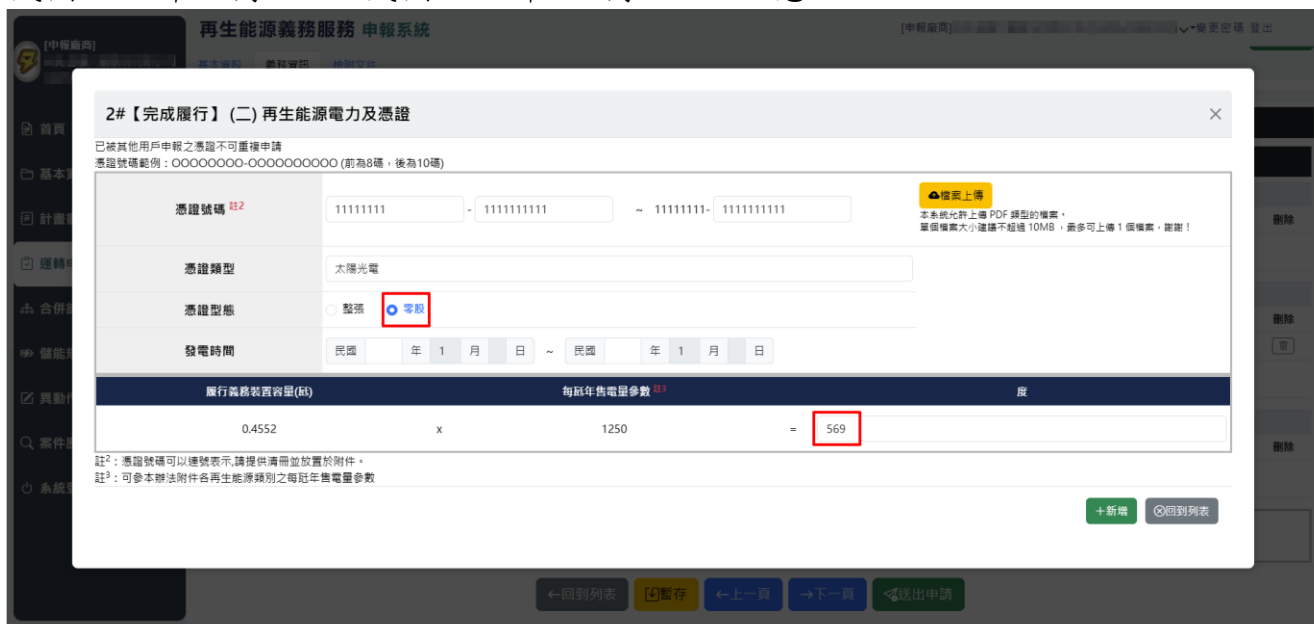 再生能源義務服務 申報系統
[申報廠商]
變更密碼 登出
[申報廠商]
基本資料 義務資訊 檢附文件
2#【完成履行】 (二) 再生能源電力及憑證
已被其他用戶申報之憑證不可重複申請
憑證號碼範例：OOOOOOOO-OOOOOOOOOO (前為8碼，後為10碼)
憑證號碼 註2
11111111 - 1111111111 ~ 11111111- 1111111111
檔案上傳
本系統允許上傳 PDF 類型的檔案。
單個檔案大小建議不超過 10MB ，最多可上傳 1 個檔案，謝謝！
憑證類型 太陽光電
憑證型態 整張 零股
發電時間 民國 年 1 月 日 ~ 民國 年 1 月 日
履行義務裝置容量(瓩) 每瓩年售電量參數 註3 度
0.4552 x 1250 = 569
註2：憑證號碼可以連號表示,請提供清冊並放置於附件。
註3：可參本辦法附件各再生能源類別之每瓩年售電量參數
＋新增 回到列表
首頁
基本
計畫
運轉
合併
儲能
異動
案件
系統
刪除
刪除
刪除
←回到列表 暫存 ←上一頁 →下一頁 送出申請